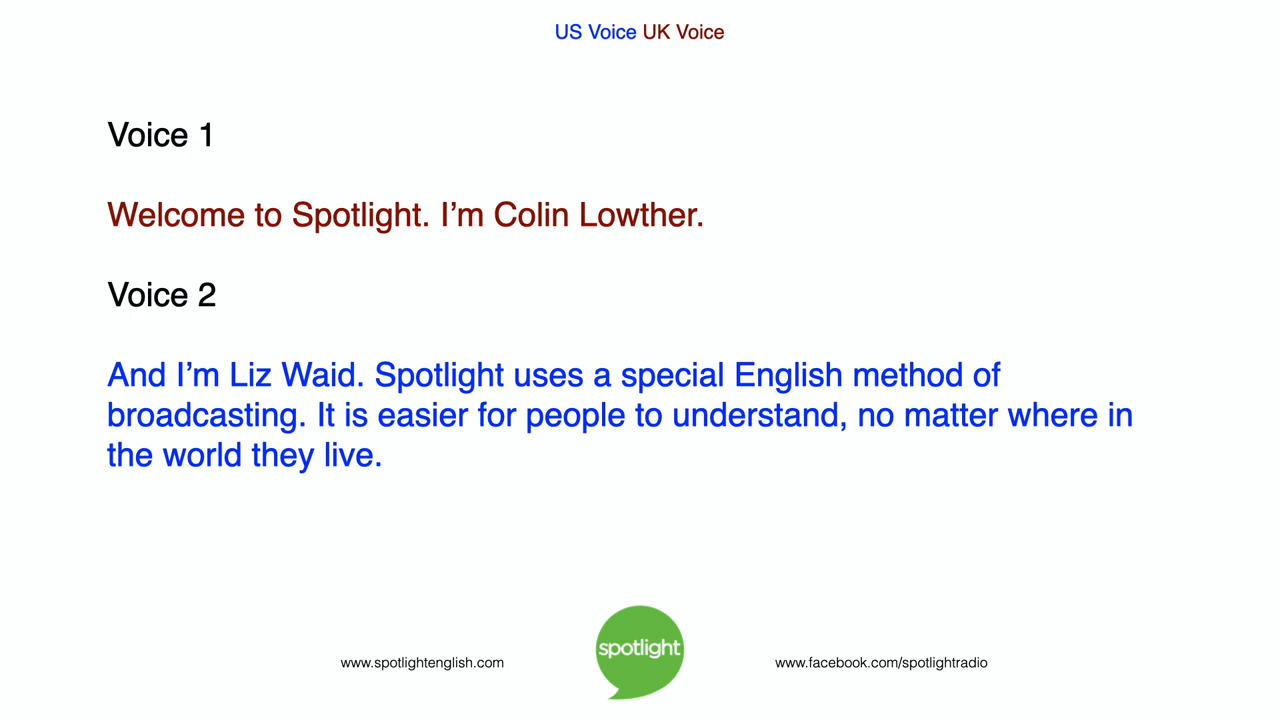 US Voice UK Voice
Voice 1
Welcome to Spotlight. I’m Colin Lowther.
Voice 2
And I’m Liz Waid. Spotlight uses a special English method of
broadcasting. It is easier for people to understand, no matter where in
the world they live.
www.spotlightenglish.com
spotlight
www.facebook.com/spotlightradio